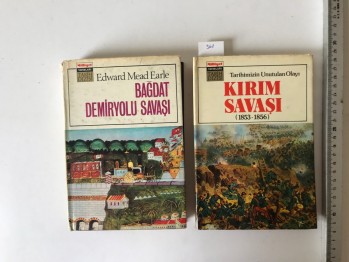 Edward Mead Earle
BAĞDAT
DEMİRYOLU SAVAŞI
Tarihimizin Unutulan Olayı:
KIRIM
SAVAŞI
(1853-1856)